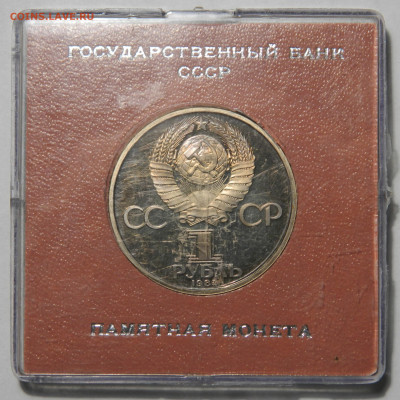 COINS.LAVE.RU
ГОСУДАРСТВЕННЫЙ БАНК
СССР
СС СР
1
РУБЛЬ
ПАМЯТНАЯ МОНЕТА